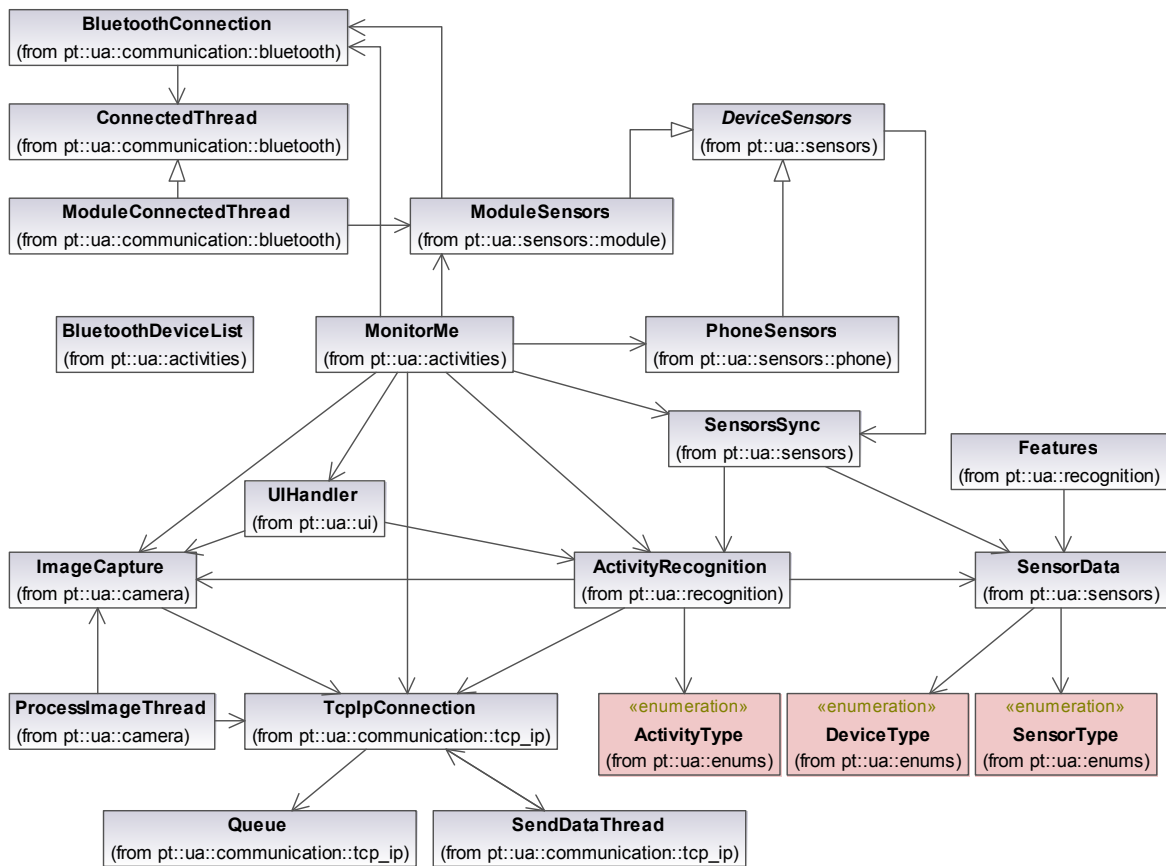 BluetoothConnection
(from pt::ua::communication::bluetooth)
ConnectedThread
(from pt::ua::communication::bluetooth)
DeviceSensors
(from pt::ua::sensors)
ModuleConnectedThread
(from pt::ua::communication::bluetooth)
ModuleSensors
(from pt::ua::sensors::module)
BluetoothDeviceList
(from pt::ua::activities)
MonitorMe
(from pt::ua::activities)
PhoneSensors
(from pt::ua::sensors::phone)
SensorsSync
(from pt::ua::sensors)
Features
(from pt::ua::recognition)
UIHandler
(from pt::ua::ui)
ImageCapture
(from pt::ua::camera)
ActivityRecognition
(from pt::ua::recognition)
SensorData
(from pt::ua::sensors)
ProcessImageThread
(from pt::ua::camera)
TcpIpConnection
(from pt::ua::communication::tcp_ip)
«enumeration»
ActivityType
(from pt::ua::enums)
«enumeration»
DeviceType
(from pt::ua::enums)
«enumeration»
SensorType
(from pt::ua::enums)
Queue
(from pt::ua::communication::tcp_ip)
SendDataThread
(from pt::ua::communication::tcp_ip)